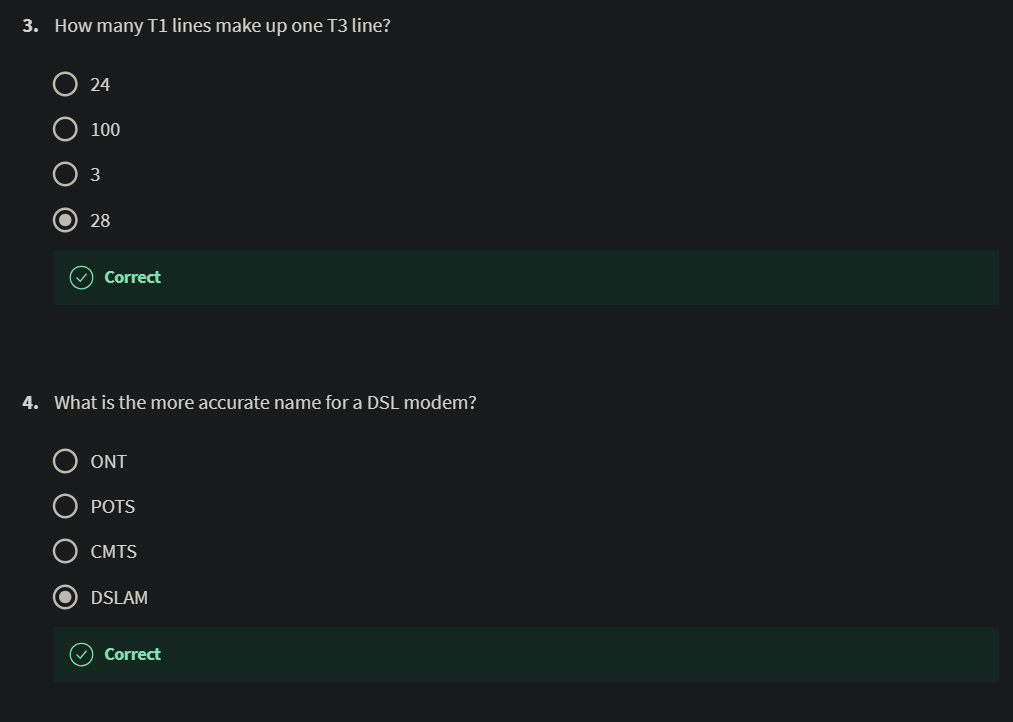 3. How many T1 lines make up one T3 line?
24
100
3
28
Correct
4. What is the more accurate name for a DSL modem?
ONT
POTS
CMTS
DSLAM
Correct